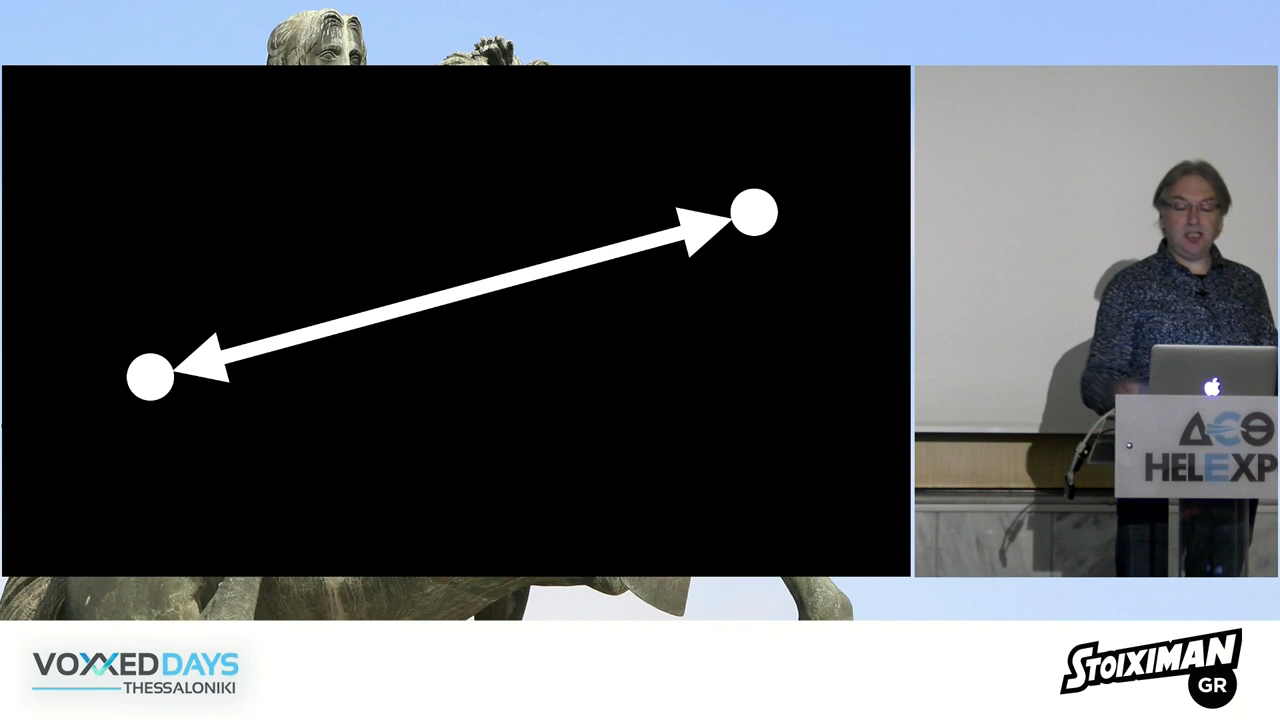 ΔΕΘ
HELEXP
VOXXED DAYS
THESSALONIKI
STOIXIMAN
GR